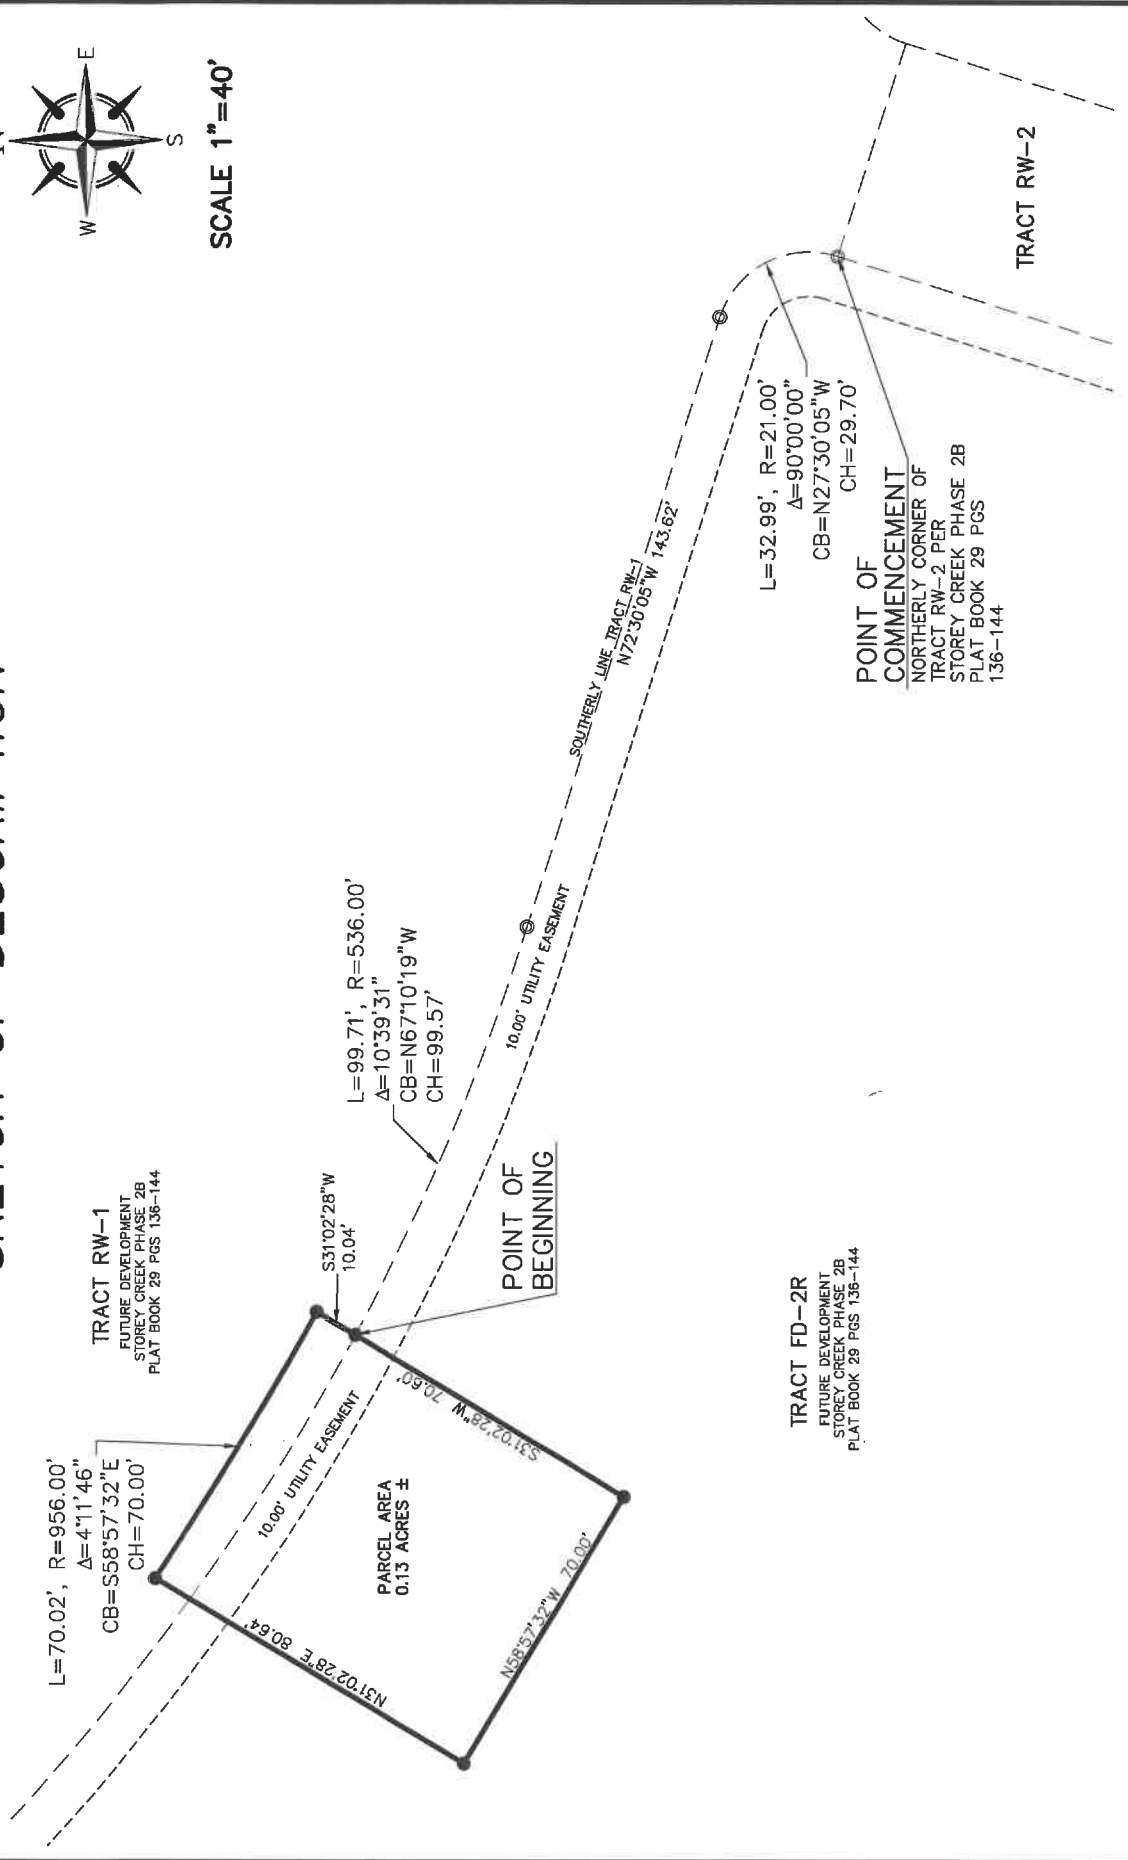 N
E
W
S
SCALE 1"=40'
TRACT RW-1
FUTURE DEVELOPMENT
STOREY CREEK PHASE 2B
PLAT BOOK 29 PGS 136-144
L=70.02', R=956.00'
Δ=4°11'46"
CB=S58°57'32"E
CH=70.00'
S31°02'28"W
10.04'
L=99.71', R=536.00'
Δ=10°39'31"
CB=N67°10'19"W
CH=99.57'
10.00' UTILITY EASEMENT
S31°02'28"W 70.60'
N31°02'28"E 80.64'
PARCEL AREA
0.13 ACRES ±
N58°57'32"W 70.00'
POINT OF
BEGINNING
10.00' UTILITY EASEMENT
SOUTHERLY LINE TRACT RW-1
N72°30'05"W 143.62'
L=32.99', R=21.00'
Δ=90°00'00"
CB=N27°30'05"W
CH=29.70'
POINT OF
COMMENCEMENT
NORTHERLY CORNER OF
TRACT RW-2 PER
STOREY CREEK PHASE 2B
PLAT BOOK 29 PGS
136-144
TRACT RW-2
TRACT FD-2R
FUTURE DEVELOPMENT
STOREY CREEK PHASE 2B
PLAT BOOK 29 PGS 136-144